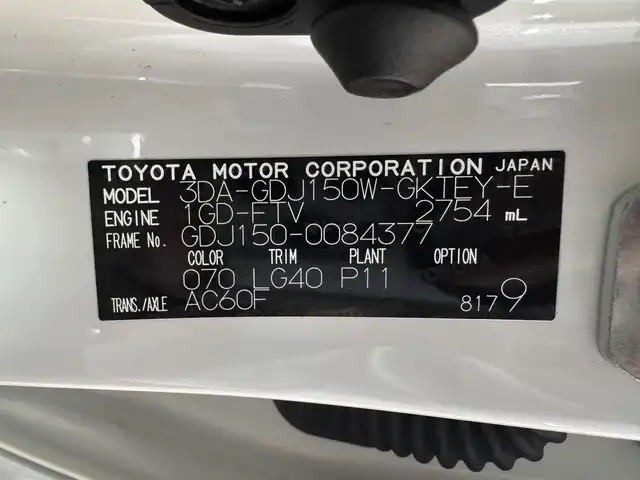 TOYOTA MOTOR CORPORATION JAPAN
MODEL 3DA-GDJ150W-GKTEY-E
ENGINE 1GD-FTV 2754 mL
FRAME No. GDJ150-0084377
COLOR TRIM PLANT OPTION
070 LG40 P11
TRANS./AXLE AC60F 8179